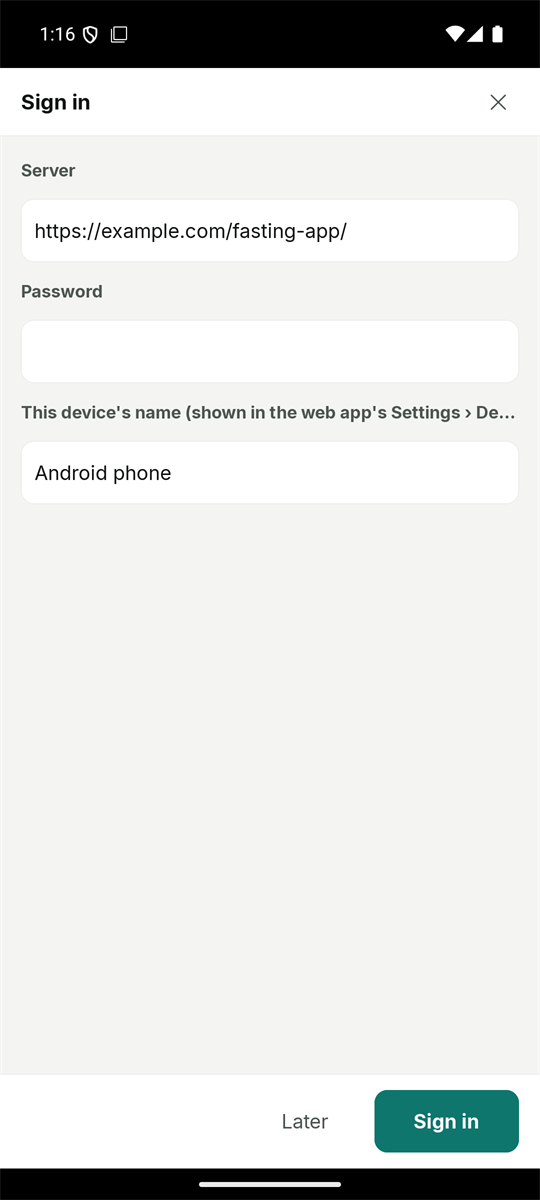 1:16
Sign in
Server
https://example.com/fasting-app/
Password
This device's name (shown in the web app's Settings › De...
Android phone
Later
Sign in